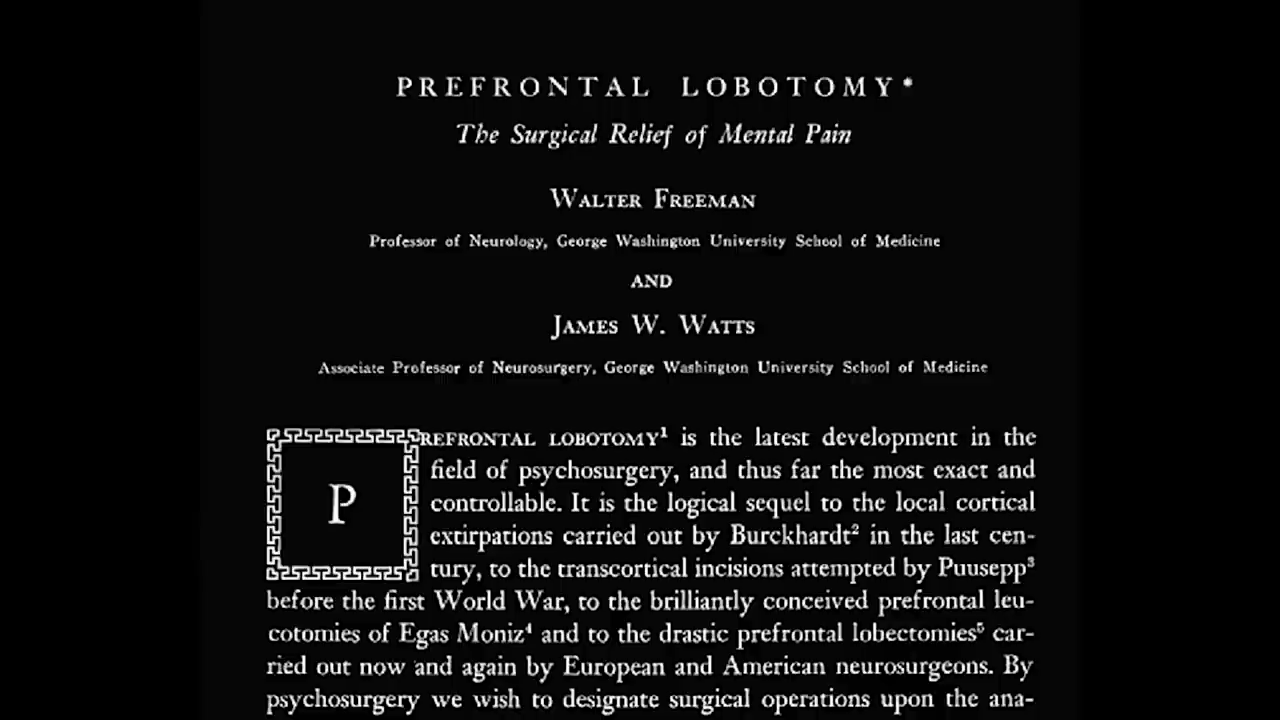 PREFRONTAL LOBOTOMY*
The Surgical Relief of Mental Pain
WALTER FREEMAN
Professor of Neurology, George Washington University School of Medicine
AND
JAMES W. WATTS
Associate Professor of Neurosurgery, George Washington University School of Medicine
PREFRONTAL LOBOTOMY¹ is the latest development in the
field of psychosurgery, and thus far the most exact and
controllable. It is the logical sequel to the local cortical
extirpations carried out by Burckhardt² in the last cen-
tury, to the transcortical incisions attempted by Puusepp³
before the first World War, to the brilliantly conceived prefrontal leu-
cotomies of Egas Moniz⁴ and to the drastic prefrontal lobectomies⁵ car-
ried out now and again by European and American neurosurgeons. By
psychosurgery we wish to designate surgical operations upon the ana-